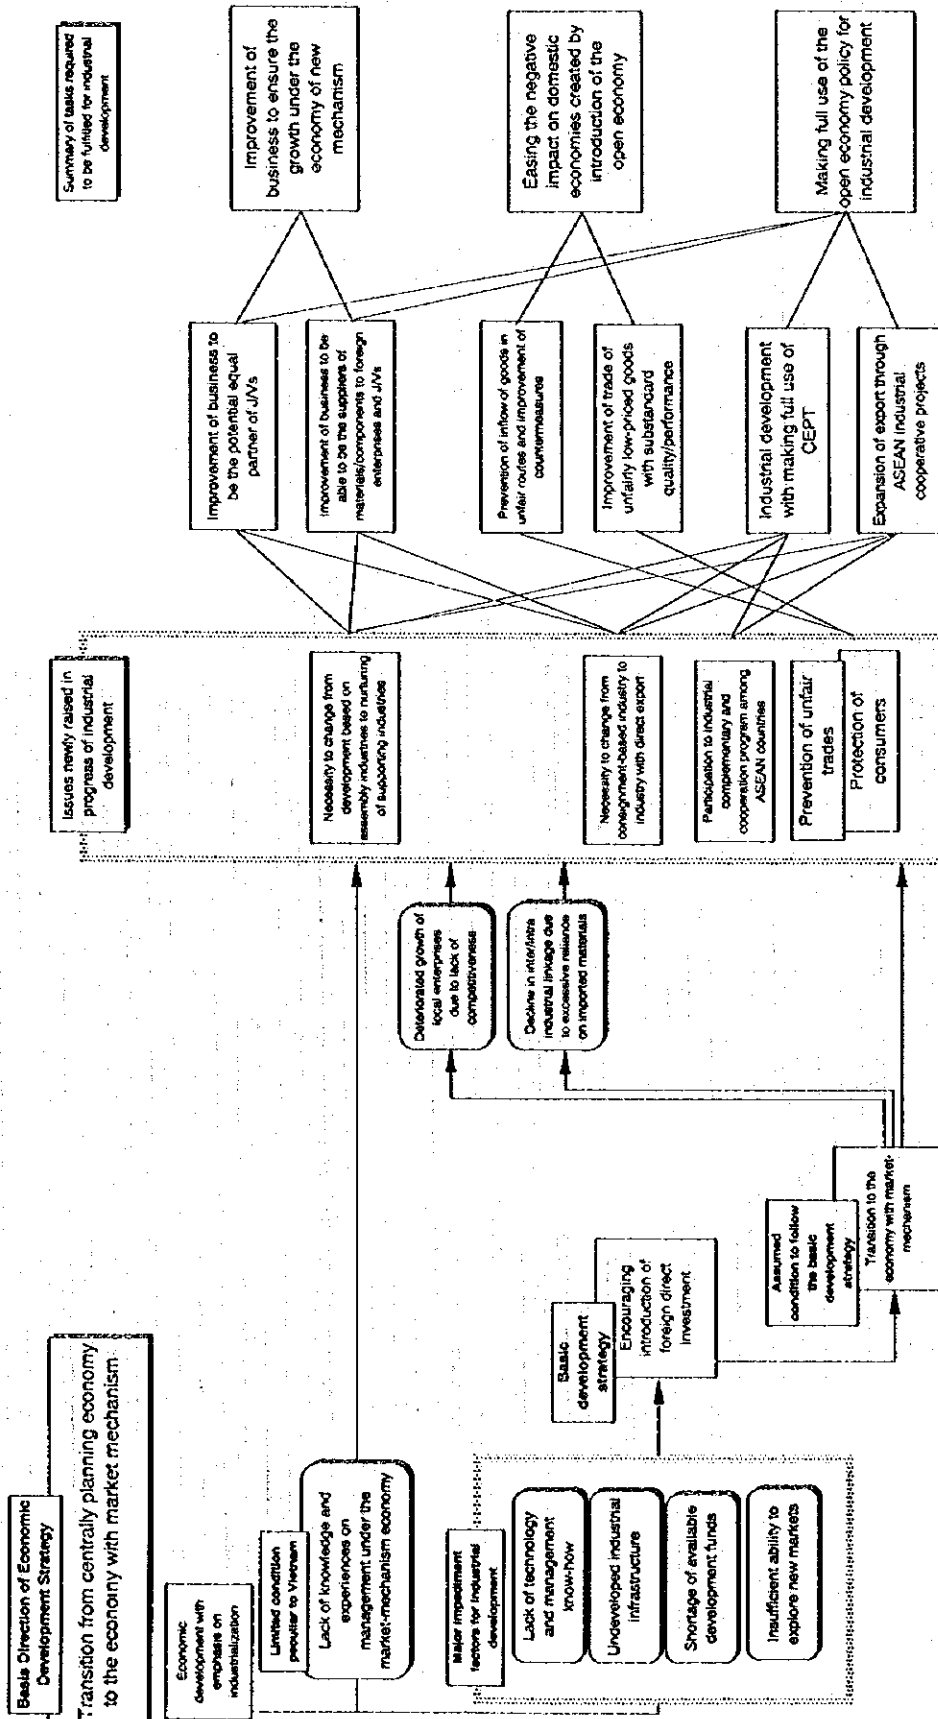 Basis Direction of Economic
Development Strategy
Transition from centrally planning economy
to the economy with market mechanism
Economic
development with
emphasis on
industrialization
Limited condition
peculiter to Vietnam
Lack of knowledge and
experiences on
management under the
market-mechanism economy
Major impediment
factors for industrial
development
Lack of technology
and management
know-how
Undeveloped industrial
infrastructure
Shortage of available
development funds
Insufficient ability to
explore new markets
Basic
development
strategy
Encouraging
introduction of
foreign direct
investment
Assumed
condition to follow
the basic
development
strategy
Transition to the
economy with market-
mechanism
Deteriorated growth of
local enterprises
due to lack of
competitiveness
Decline in inter/intra
industrial linkage due
to excessive reliance
on imported materials
Issues newly raised in
progress of industrial
development
Necessity to change from
development based on
assembly industries to nurturing
of supporting industries
Necessity to change from
consignment-based industry to
industry with direct export
Participation to industrial
complementary and
cooperation program among
ASEAN countries
Prevention of unfair
trades
Protection of
consumers
Improvement of business to
be the potential equal
partner of J/Vs
Improvement of business to be
able to be the suppliers of
materials/components to foreign
enterprises and J/Vs
Prevention of inflow of goods in
unfair routes and improvement of
countermeasures
Improvement of trade of
unfairly low-priced goods
with substandard
quality/performance
Industrial development
with making full use of
CEPT
Expansion of export through
ASEAN industrial
cooperative projects
Summary of tasks required
to be fulfilled for industrial
development
Improvement of
business to ensure the
growth under the
economy of new
mechanism
Easing the negative
impact on domestic
economies created by
introduction of the
open economy
Making full use of the
open economy policy for
industrial development